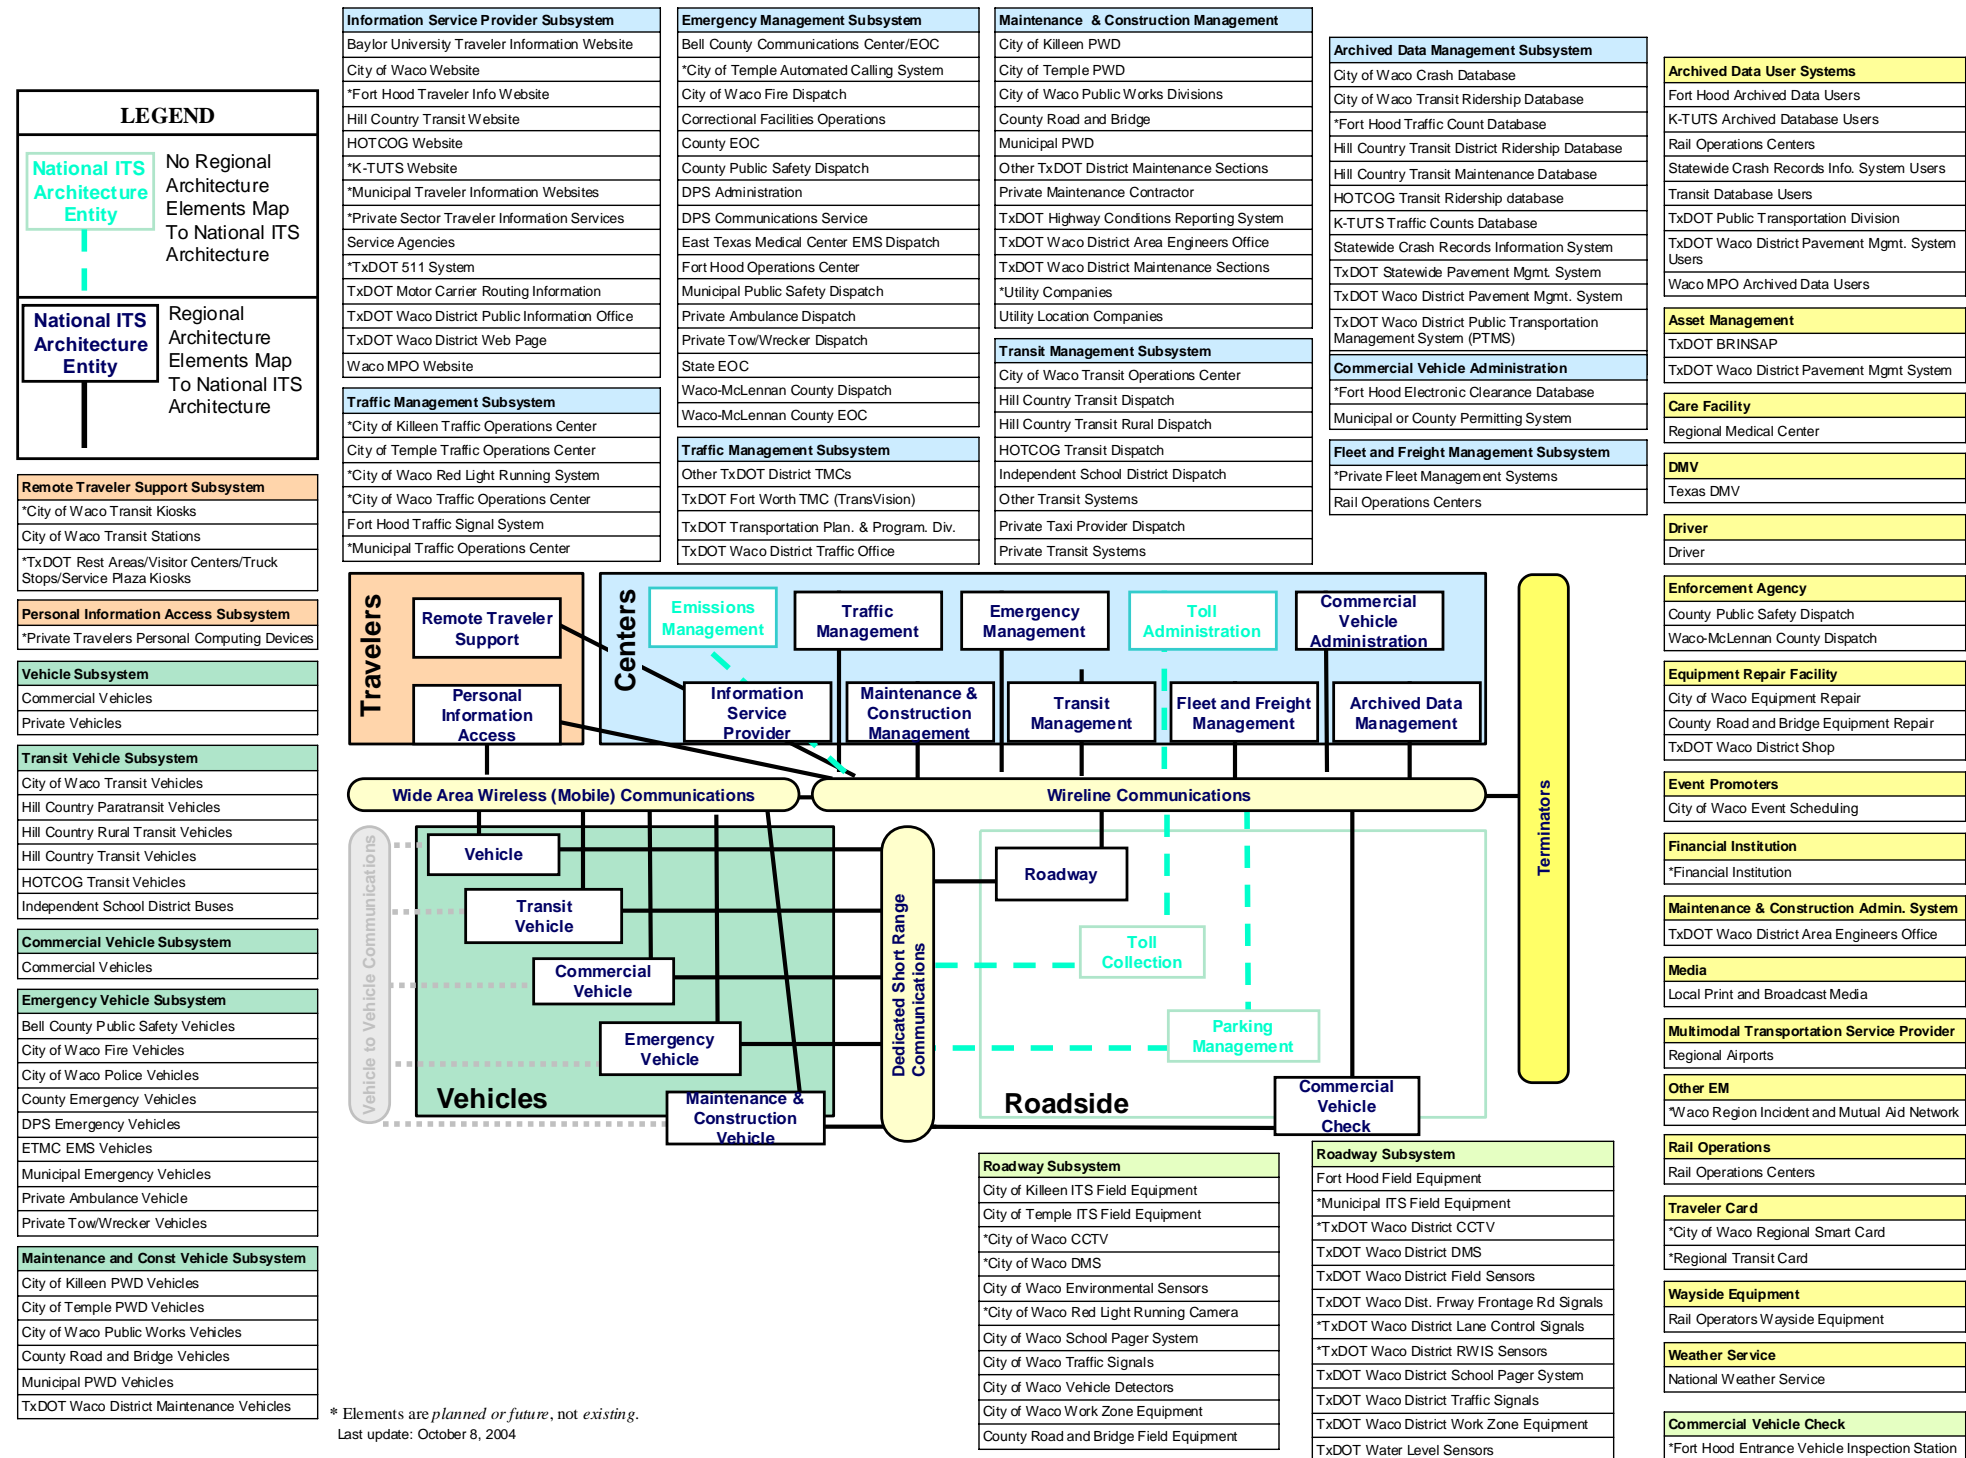 LEGEND
National ITS
Architecture
Entity
No Regional
Architecture
Elements Map
To National ITS
Architecture
National ITS
Architecture
Entity
Regional
Architecture
Elements Map
To National ITS
Architecture
Remote Traveler Support Subsystem
*City of Waco Transit Kiosks
City of Waco Transit Stations
*TxDOT Rest Areas/Visitor Centers/Truck
Stops/Service Plaza Kiosks
Personal Information Access Subsystem
*Private Travelers Personal Computing Devices
Vehicle Subsystem
Commercial Vehicles
Private Vehicles
Transit Vehicle Subsystem
City of Waco Transit Vehicles
Hill Country Paratransit Vehicles
Hill Country Rural Transit Vehicles
Hill Country Transit Vehicles
HOTCOG Transit Vehicles
Independent School District Buses
Commercial Vehicle Subsystem
Commercial Vehicles
Emergency Vehicle Subsystem
Bell County Public Safety Vehicles
City of Waco Fire Vehicles
City of Waco Police Vehicles
County Emergency Vehicles
DPS Emergency Vehicles
ETMC EMS Vehicles
Municipal Emergency Vehicles
Private Ambulance Vehicle
Private Tow/Wrecker Vehicles
Maintenance and Const Vehicle Subsystem
City of Killeen PWD Vehicles
City of Temple PWD Vehicles
City of Waco Public Works Vehicles
County Road and Bridge Vehicles
Municipal PWD Vehicles
TxDOT Waco District Maintenance Vehicles
Information Service Provider Subsystem
Baylor University Traveler Information Website
City of Waco Website
*Fort Hood Traveler Info Website
Hill Country Transit Website
HOTCOG Website
*K-TUTS Website
*Municipal Traveler Information Websites
*Private Sector Traveler Information Services
Service Agencies
*TxDOT 511 System
TxDOT Motor Carrier Routing Information
TxDOT Waco District Public Information Office
TxDOT Waco District Web Page
Waco MPO Website
Traffic Management Subsystem
*City of Killeen Traffic Operations Center
City of Temple Traffic Operations Center
*City of Waco Red Light Running System
*City of Waco Traffic Operations Center
Fort Hood Traffic Signal System
*Municipal Traffic Operations Center
Emergency Management Subsystem
Bell County Communications Center/EOC
*City of Temple Automated Calling System
City of Waco Fire Dispatch
Correctional Facilities Operations
County EOC
County Public Safety Dispatch
DPS Administration
DPS Communications Service
East Texas Medical Center EMS Dispatch
Fort Hood Operations Center
Municipal Public Safety Dispatch
Private Ambulance Dispatch
Private Tow/Wrecker Dispatch
State EOC
Waco-McLennan County Dispatch
Waco-McLennan County EOC
Traffic Management Subsystem
Other TxDOT District TMCs
TxDOT Fort Worth TMC (TransVision)
TxDOT Transportation Plan. & Program. Div.
TxDOT Waco District Traffic Office
Maintenance & Construction Management
City of Killeen PWD
City of Temple PWD
City of Waco Public Works Divisions
County Road and Bridge
Municipal PWD
Other TxDOT District Maintenance Sections
Private Maintenance Contractor
TxDOT Highway Conditions Reporting System
TxDOT Waco District Area Engineers Office
TxDOT Waco District Maintenance Sections
*Utility Companies
Utility Location Companies
Transit Management Subsystem
City of Waco Transit Operations Center
Hill Country Transit Dispatch
Hill Country Transit Rural Dispatch
HOTCOG Transit Dispatch
Independent School District Dispatch
Other Transit Systems
Private Taxi Provider Dispatch
Private Transit Systems
Archived Data Management Subsystem
City of Waco Crash Database
City of Waco Transit Ridership Database
*Fort Hood Traffic Count Database
Hill Country Transit District Ridership Database
Hill Country Transit Maintenance Database
HOTCOG Transit Ridership database
K-TUTS Traffic Counts Database
Statewide Crash Records Information System
TxDOT Statewide Pavement Mgmt. System
TxDOT Waco District Pavement Mgmt. System
TxDOT Waco District Public Transportation
Management System (PTMS)
Commercial Vehicle Administration
*Fort Hood Electronic Clearance Database
Municipal or County Permitting System
Fleet and Freight Management Subsystem
*Private Fleet Management Systems
Rail Operations Centers
Archived Data User Systems
Fort Hood Archived Data Users
K-TUTS Archived Database Users
Rail Operations Centers
Statewide Crash Records Info. System Users
Transit Database Users
TxDOT Public Transportation Division
TxDOT Waco District Pavement Mgmt. System
Users
Waco MPO Archived Data Users
Asset Management
TxDOT BRINSAP
TxDOT Waco District Pavement Mgmt System
Care Facility
Regional Medical Center
DMV
Texas DMV
Driver
Driver
Enforcement Agency
County Public Safety Dispatch
Waco-McLennan County Dispatch
Equipment Repair Facility
City of Waco Equipment Repair
County Road and Bridge Equipment Repair
TxDOT Waco District Shop
Event Promoters
City of Waco Event Scheduling
Financial Institution
*Financial Institution
Maintenance & Construction Admin. System
TxDOT Waco District Area Engineers Office
Media
Local Print and Broadcast Media
Multimodal Transportation Service Provider
Regional Airports
Other EM
*Waco Region Incident and Mutual Aid Network
Rail Operations
Rail Operations Centers
Traveler Card
*City of Waco Regional Smart Card
*Regional Transit Card
Wayside Equipment
Rail Operators Wayside Equipment
Weather Service
National Weather Service
Commercial Vehicle Check
*Fort Hood Entrance Vehicle Inspection Station
Travelers
Remote Traveler
Support
Personal
Information
Access
Centers
Emissions
Management
Traffic
Management
Emergency
Management
Toll
Administration
Commercial
Vehicle
Administration
Information
Service
Provider
Maintenance &
Construction
Management
Transit
Management
Fleet and Freight
Management
Archived Data
Management
Terminators
Wide Area Wireless (Mobile) Communications
Wireline Communications
Vehicle to Vehicle Communications
Vehicle
Transit
Vehicle
Commercial
Vehicle
Emergency
Vehicle
Maintenance &
Construction
Vehicle
Vehicles
Dedicated Short Range
Communications
Roadway
Toll
Collection
Parking
Management
Commercial
Vehicle
Check
Roadside
Roadway Subsystem
City of Killeen ITS Field Equipment
City of Temple ITS Field Equipment
*City of Waco CCTV
*City of Waco DMS
City of Waco Environmental Sensors
*City of Waco Red Light Running Camera
City of Waco School Pager System
City of Waco Traffic Signals
City of Waco Vehicle Detectors
City of Waco Work Zone Equipment
County Road and Bridge Field Equipment
Roadway Subsystem
Fort Hood Field Equipment
*Municipal ITS Field Equipment
*TxDOT Waco District CCTV
TxDOT Waco District DMS
TxDOT Waco District Field Sensors
TxDOT Waco Dist. Frway Frontage Rd Signals
*TxDOT Waco District Lane Control Signals
*TxDOT Waco District RWIS Sensors
TxDOT Waco District School Pager System
TxDOT Waco District Traffic Signals
TxDOT Waco District Work Zone Equipment
TxDOT Water Level Sensors
* Elements are planned or future, not existing.
Last update: October 8, 2004